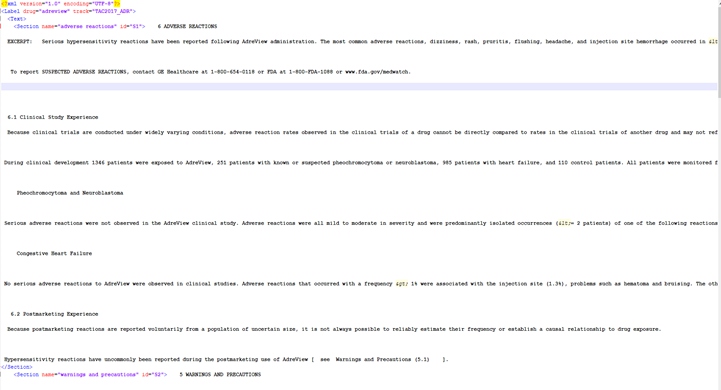 <?xml version="1.0" encoding="UTF-8"?>
<Label drug="adreview" track="TAC2017_ADR">
<Text>
<Section name="adverse reactions" id="S1">    6 ADVERSE REACTIONS
EXCERPT:   Serious hypersensitivity reactions have been reported following AdreView administration. The most common adverse reactions, dizziness, rash, pruritis, flushing, headache, and injection site hemorrhage occurred in &lt
To report SUSPECTED ADVERSE REACTIONS, contact GE Healthcare at 1-800-654-0118 or FDA at 1-800-FDA-1088 or www.fda.gov/medwatch.
6.1 Clinical Study Experience
Because clinical trials are conducted under widely varying conditions, adverse reaction rates observed in the clinical trials of a drug cannot be directly compared to rates in the clinical trials of another drug and may not ref
During clinical development 1346 patients were exposed to AdreView, 251 patients with known or suspected pheochromocytoma or neuroblastoma, 985 patients with heart failure, and 110 control patients. All patients were monitored f
Pheochromocytoma and Neuroblastoma
Serious adverse reactions were not observed in the AdreView clinical study. Adverse reactions were all mild to moderate in severity and were predominantly isolated occurrences (&lt;= 2 patients) of one of the following reactions
Congestive Heart Failure
No serious adverse reactions to AdreView were observed in clinical studies. Adverse reactions that occurred with a frequency &gt; 1% were associated with the injection site (1.3%), problems such as hematoma and bruising. The oth
6.2 Postmarketing Experience
Because postmarketing reactions are reported voluntarily from a population of uncertain size, it is not always possible to reliably estimate their frequency or establish a causal relationship to drug exposure.
Hypersensitivity reactions have uncommonly been reported during the postmarketing use of AdreView [  see  Warnings and Precautions (5.1)    ].
</Section>
<Section name="warnings and precautions" id="S2">    5 WARNINGS AND PRECAUTIONS